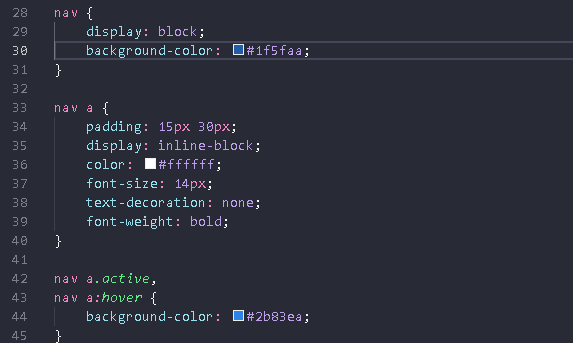 28 nav {
29     display: block;
30     background-color: #1f5faa;
31 }
32
33 nav a {
34     padding: 15px 30px;
35     display: inline-block;
36     color: #ffffff;
37     font-size: 14px;
38     text-decoration: none;
39     font-weight: bold;
40 }
41
42 nav a.active,
43 nav a:hover {
44     background-color: #2b83ea;
45 }